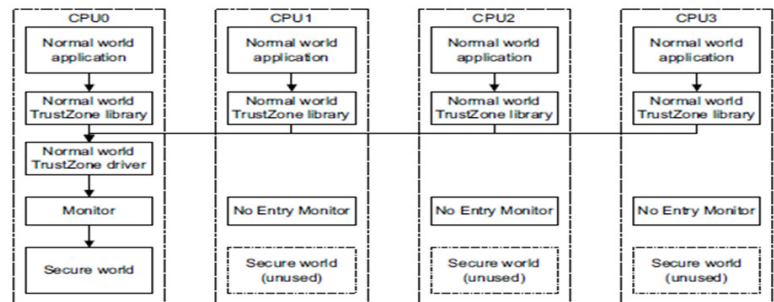 CPU0
Normal world
application
Normal world
TrustZone library
Normal world
TrustZone driver
Monitor
Secure world
CPU1
Normal world
application
Normal world
TrustZone library
No Entry Monitor
Secure world
(unused)
CPU2
Normal world
application
Normal world
TrustZone library
No Entry Monitor
Secure world
(unused)
CPU3
Normal world
application
Normal world
TrustZone library
No Entry Monitor
Secure world
(unused)